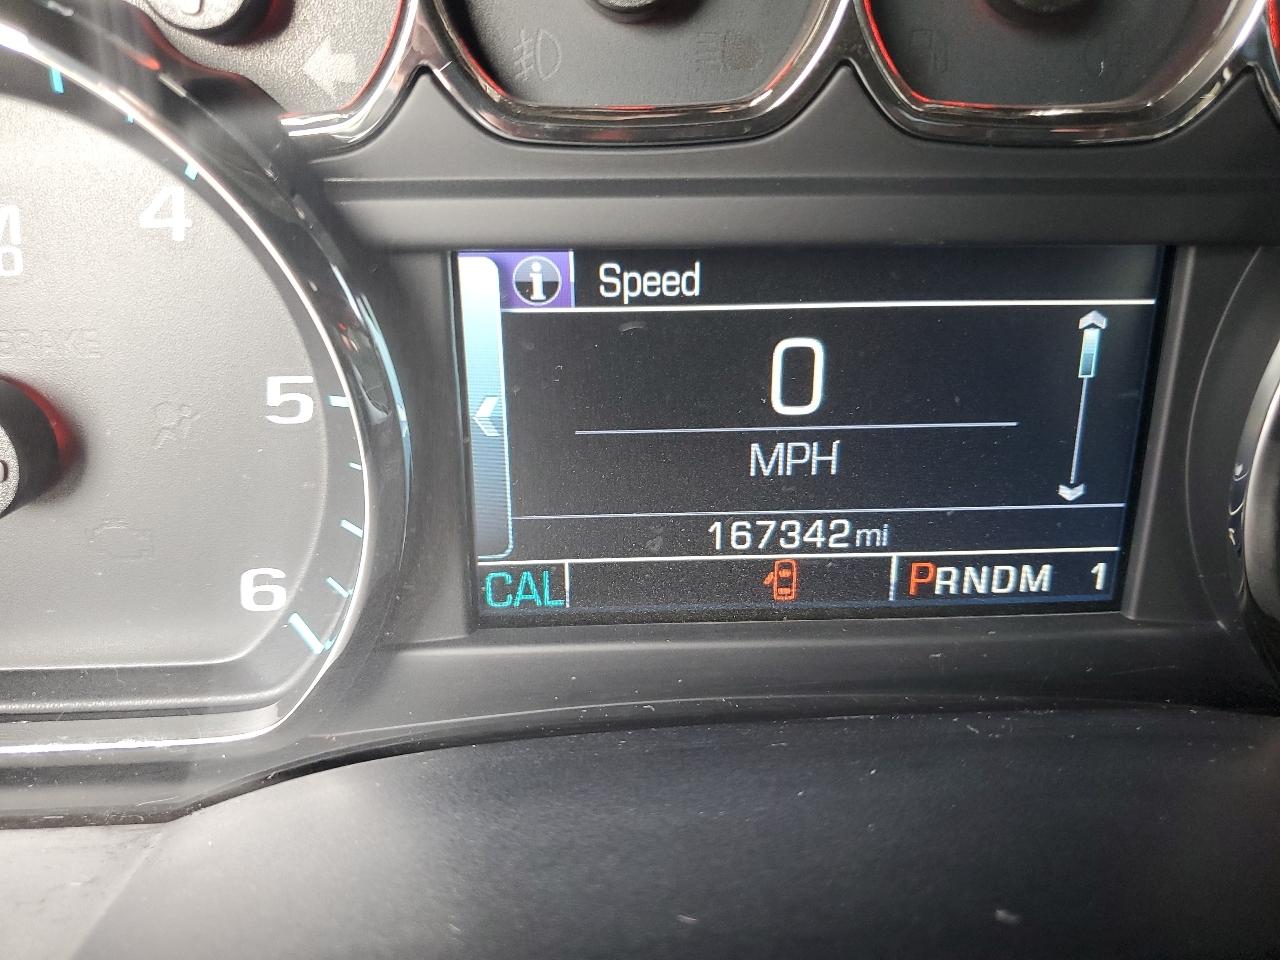 4
5
6
Speed
0
MPH
167342mi
CAL
PRNDM 1